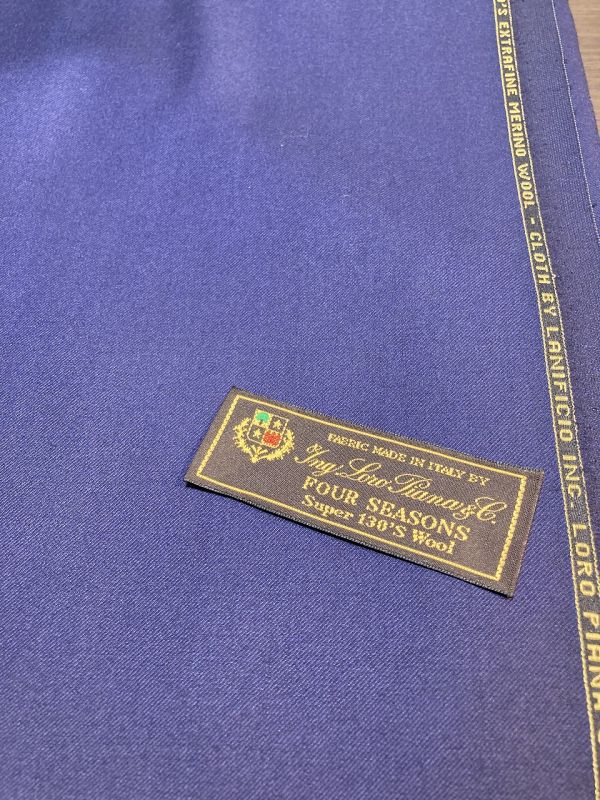 'S EXTRAFINE MERINO WOOL - CLOTH BY LANIFICIO ING LORO PIANA
FABRIC MADE IN ITALY BY
Ing. Loro Piana & C.
FOUR SEASONS
Super 130'S Wool